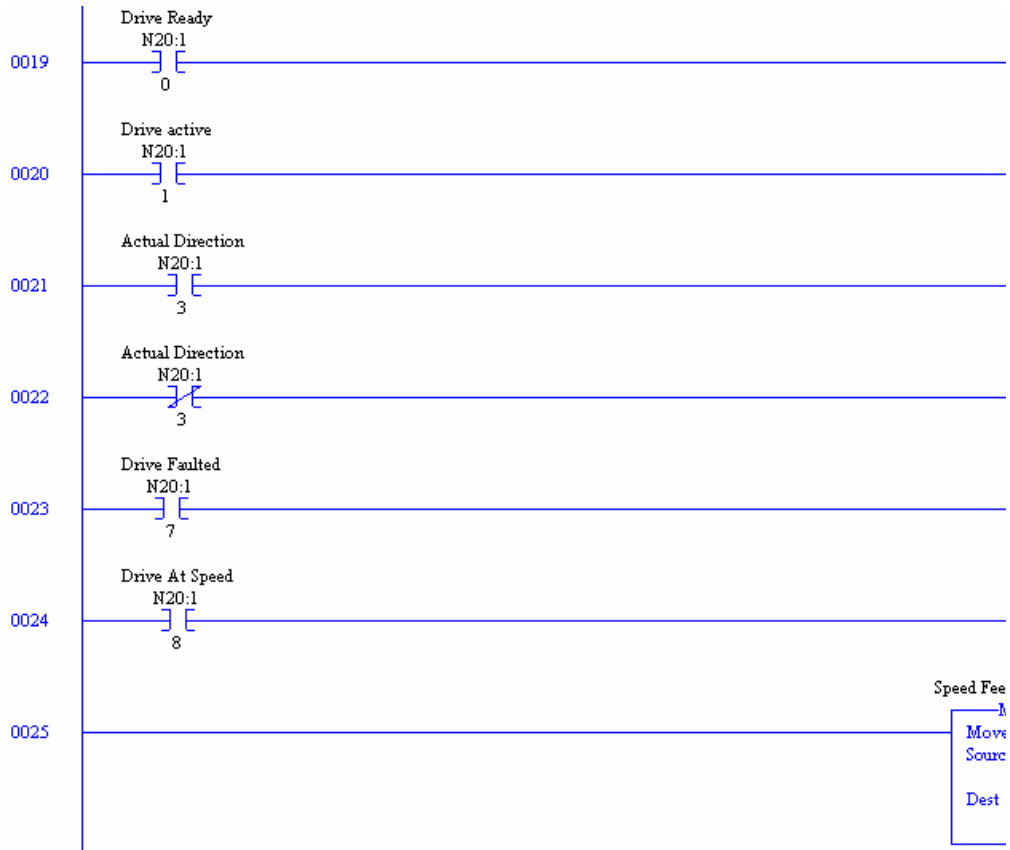 Drive Ready
N20:1
0019
0
Drive active
N20:1
0020
1
Actual Direction
N20:1
0021
3
Actual Direction
N20:1
0022
3
Drive Faulted
N20:1
0023
7
Drive At Speed
N20:1
0024
8
Speed Fee
0025
Move
Sourc
Dest